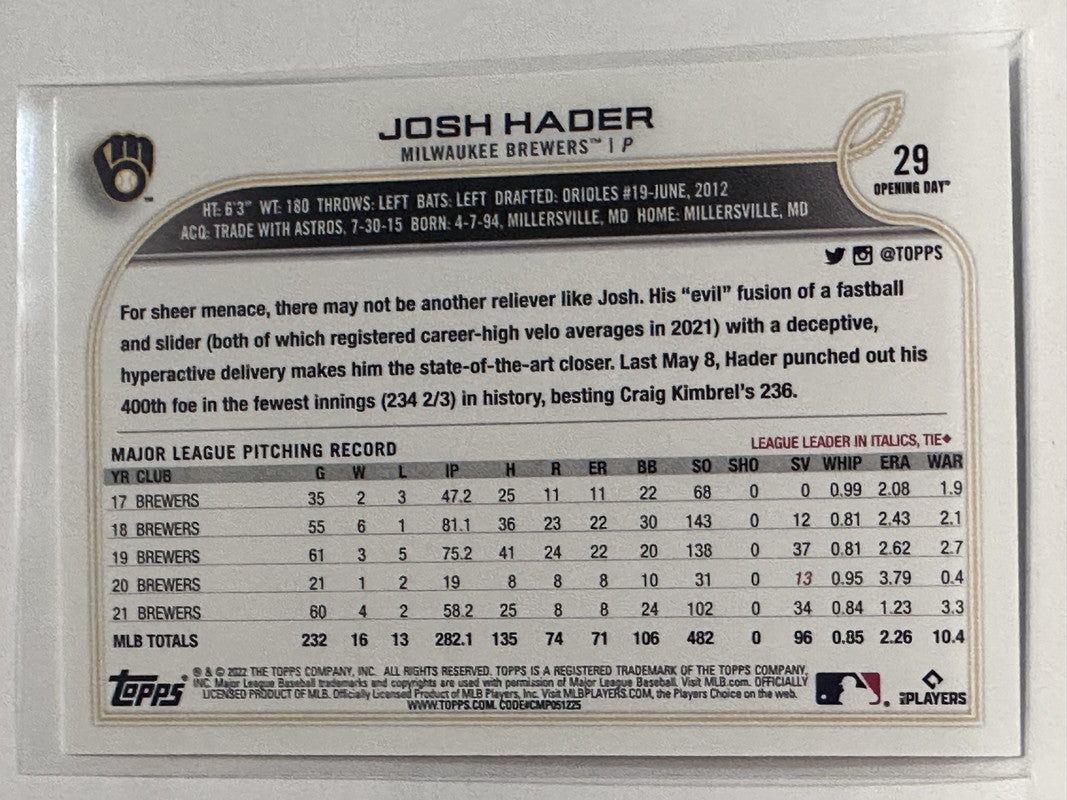 JOSH HADER
MILWAUKEE BREWERS™ | P
29
OPENING DAY®
HT: 6'3" WT: 180 THROWS: LEFT BATS: LEFT DRAFTED: ORIOLES #19-JUNE, 2012
ACQ: TRADE WITH ASTROS, 7-30-15 BORN: 4-7-94, MILLERSVILLE, MD HOME: MILLERSVILLE, MD
@TOPPS
For sheer menace, there may not be another reliever like Josh. His “evil” fusion of a fastball
and slider (both of which registered career-high velo averages in 2021) with a deceptive,
hyperactive delivery makes him the state-of-the-art closer. Last May 8, Hader punched out his
400th foe in the fewest innings (234 2/3) in history, besting Craig Kimbrel’s 236.
MAJOR LEAGUE PITCHING RECORD LEAGUE LEADER IN ITALICS, TIE◆
YR CLUB G W L IP H R ER BB SO SHO SV WHIP ERA WAR
17 BREWERS 35 2 3 47.2 25 11 11 22 68 0 0 0.99 2.08 1.9
18 BREWERS 55 6 1 81.1 36 23 22 30 143 0 12 0.81 2.43 2.1
19 BREWERS 61 3 5 75.2 41 24 22 20 138 0 37 0.81 2.62 2.7
20 BREWERS 21 1 2 19 8 8 8 10 31 0 13 0.95 3.79 0.4
21 BREWERS 60 4 2 58.2 25 8 8 24 102 0 34 0.84 1.23 3.3
MLB TOTALS 232 16 13 282.1 135 74 71 106 482 0 96 0.85 2.26 10.4
topps®
® & © 2022 THE TOPPS COMPANY, INC. ALL RIGHTS RESERVED. TOPPS IS A REGISTERED TRADEMARK OF THE TOPPS COMPANY,
INC. Major League Baseball trademarks and copyrights are used with permission of Major League Baseball. Visit MLB.com. OFFICIALLY
LICENSED PRODUCT OF MLB. Officially Licensed Product of MLB Players, Inc. Visit MLBPLAYERS.COM, the Players Choice on the web.
WWW.TOPPS.COM. CODE#CMP051225
PLAYERS